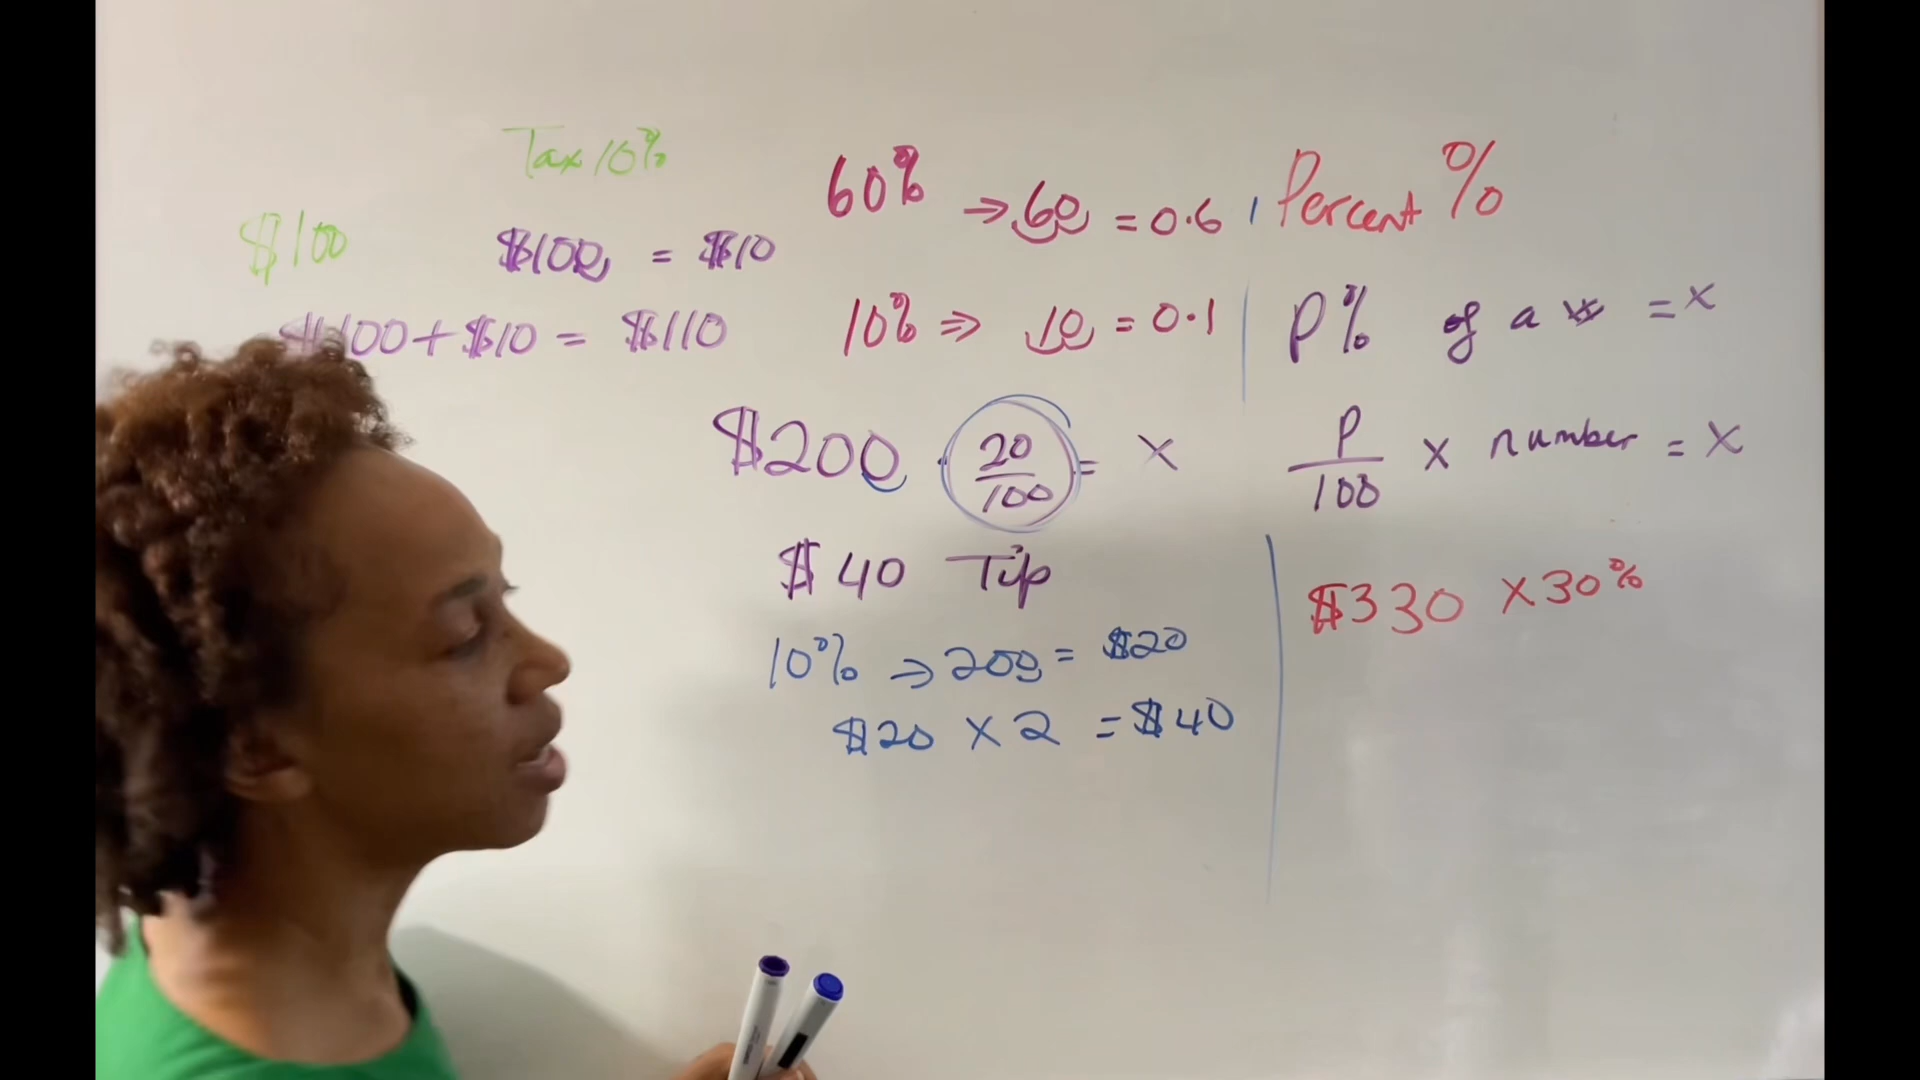 Tax 10%
$100
$100 = $10
$100 + $10 = $110
60% → 60 = 0.6
10% ⇒ 10 = 0.1
$200 · 20/100 = x
$40 Tip
10% → 200 = $20
$20 x 2 = $40
Percent %
P% of a = x
P/100 x number = x
$330 x 30%